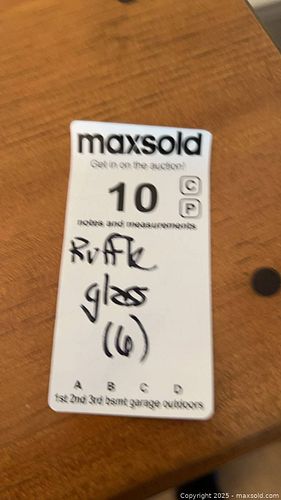 maxsold
Get in on the auction!
10
C
P
notes and measurements
Ruffle
glass
(6)
A B C D
1st 2nd 3rd bsmt garage outdoors
Copyright 2025 - maxsold.com